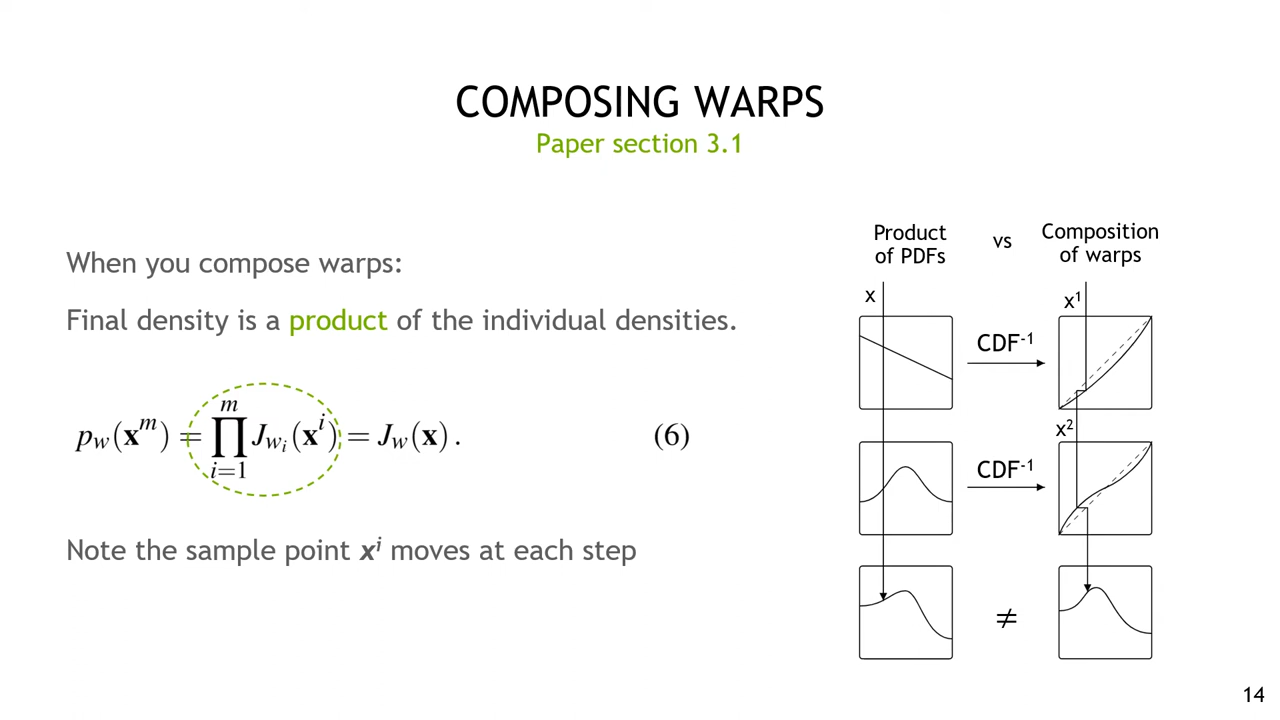 COMPOSING WARPS
Paper section 3.1
When you compose warps:
Final density is a product of the individual densities.
p_w(x^m) = ∏_{i=1}^{m} J_{w_i}(x^i) = J_w(x) . (6)
Note the sample point x^i moves at each step
Product
of PDFs
vs
Composition
of warps
x
x^1
CDF^-1
x^2
CDF^-1
≠
14